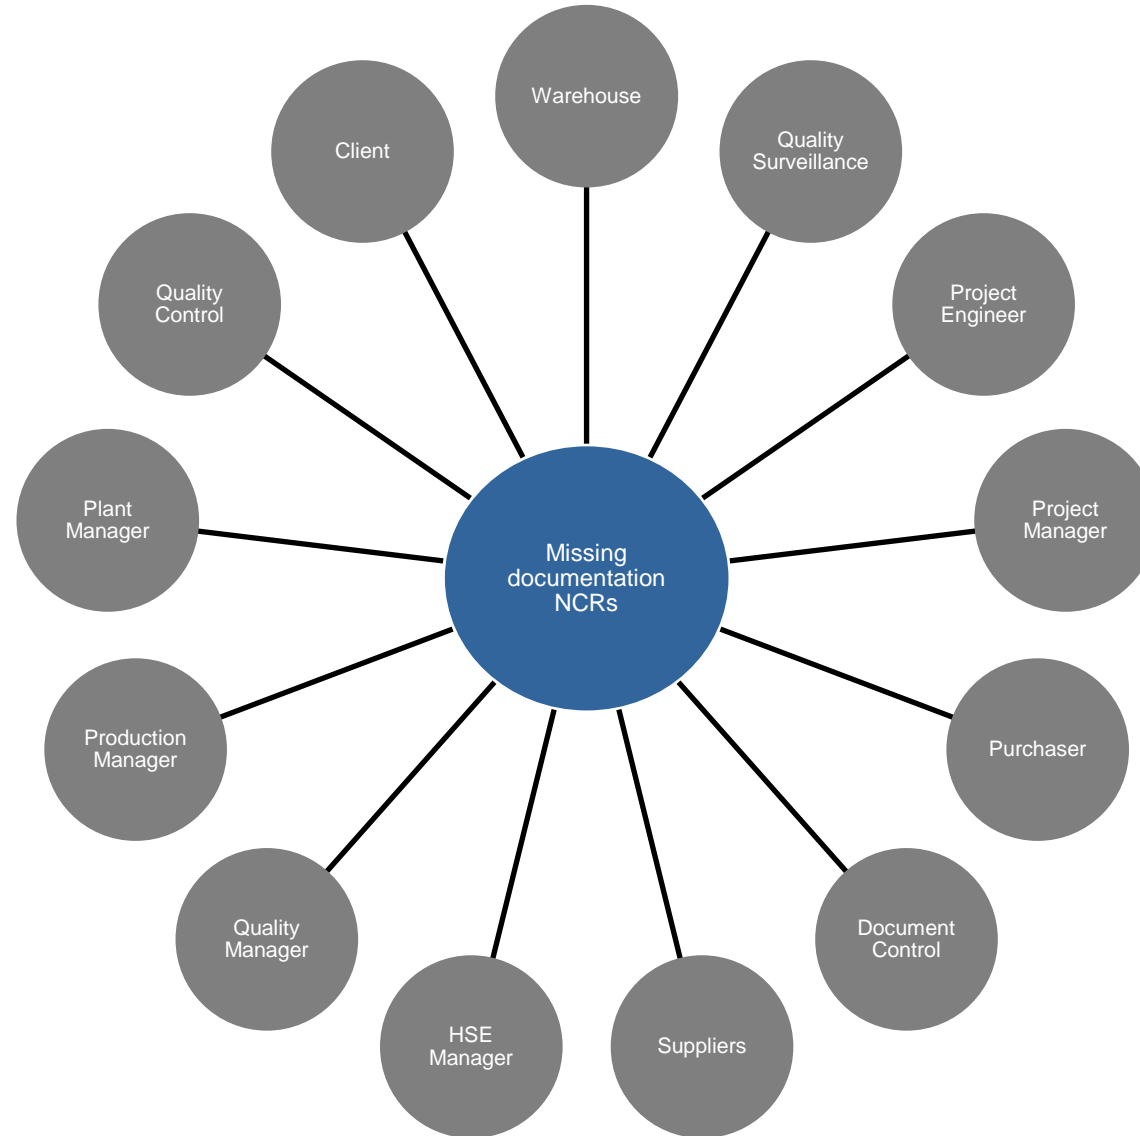 Warehouse
Quality
Surveillance
Project
Engineer
Project
Manager
Purchaser
Document
Control
Suppliers
HSE
Manager
Quality
Manager
Production
Manager
Plant
Manager
Quality
Control
Client
Missing
documentation
NCRs